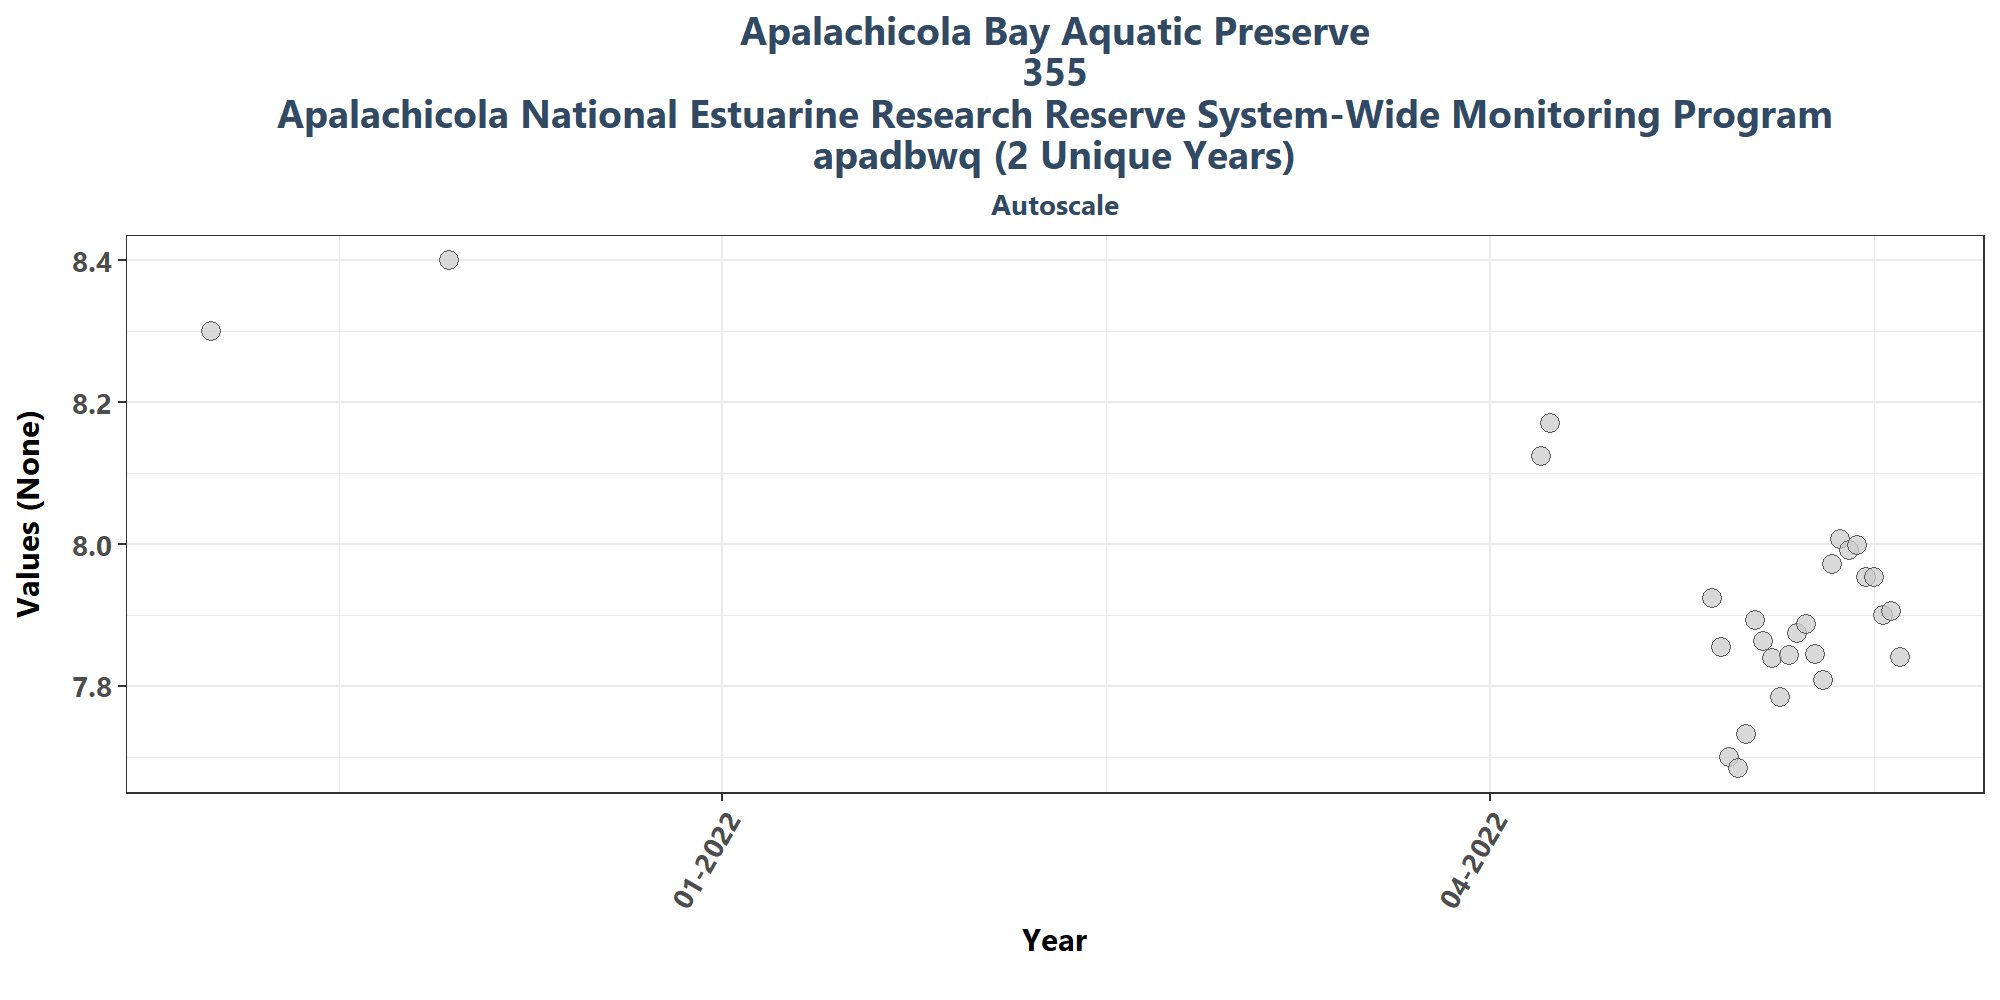 Apalachicola Bay Aquatic Preserve
355
Apalachicola National Estuarine Research Reserve System-Wide Monitoring Program
apadbwq (2 Unique Years)
Autoscale
Values (None)
8.4
8.2
8.0
7.8
01-2022
04-2022
Year